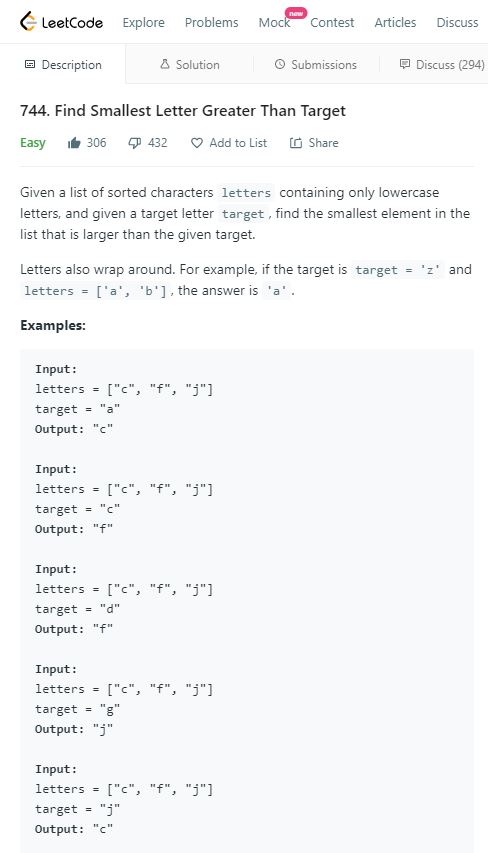 LeetCode Explore Problems Mock new Contest Articles Discuss
Description Solution Submissions Discuss (294)
744. Find Smallest Letter Greater Than Target
Easy 306 432 Add to List Share
Given a list of sorted characters letters containing only lowercase
letters, and given a target letter target , find the smallest element in the
list that is larger than the given target.
Letters also wrap around. For example, if the target is target = 'z' and
letters = ['a', 'b'] , the answer is 'a' .
Examples:
Input:
letters = ["c", "f", "j"]
target = "a"
Output: "c"
Input:
letters = ["c", "f", "j"]
target = "c"
Output: "f"
Input:
letters = ["c", "f", "j"]
target = "d"
Output: "f"
Input:
letters = ["c", "f", "j"]
target = "g"
Output: "j"
Input:
letters = ["c", "f", "j"]
target = "j"
Output: "c"